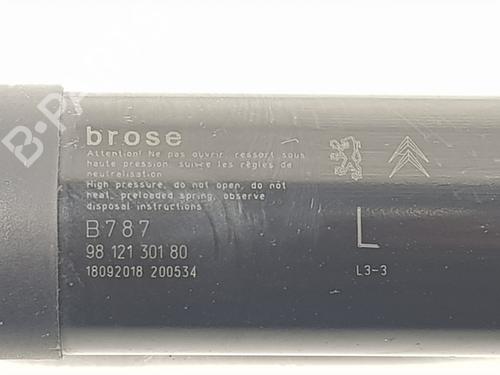 B-PARTS
brose
Attention! Ne pas ouvrir, ressort sous
haute pression, suivre les règles de
neutralisation
High pressure, do not open, do not
heat, preloaded spring, observe
disposal instructions
B787
98 121 301 80
18092018 200534
L
L3-3